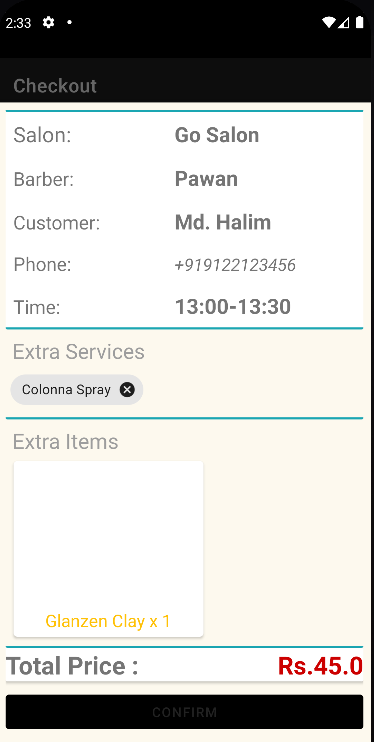 2:33
Checkout
Salon: Go Salon
Barber: Pawan
Customer: Md. Halim
Phone: +919122123456
Time: 13:00-13:30
Extra Services
Colonna Spray
Extra Items
Glanzen Clay x 1
Total Price : Rs.45.0
CONFIRM